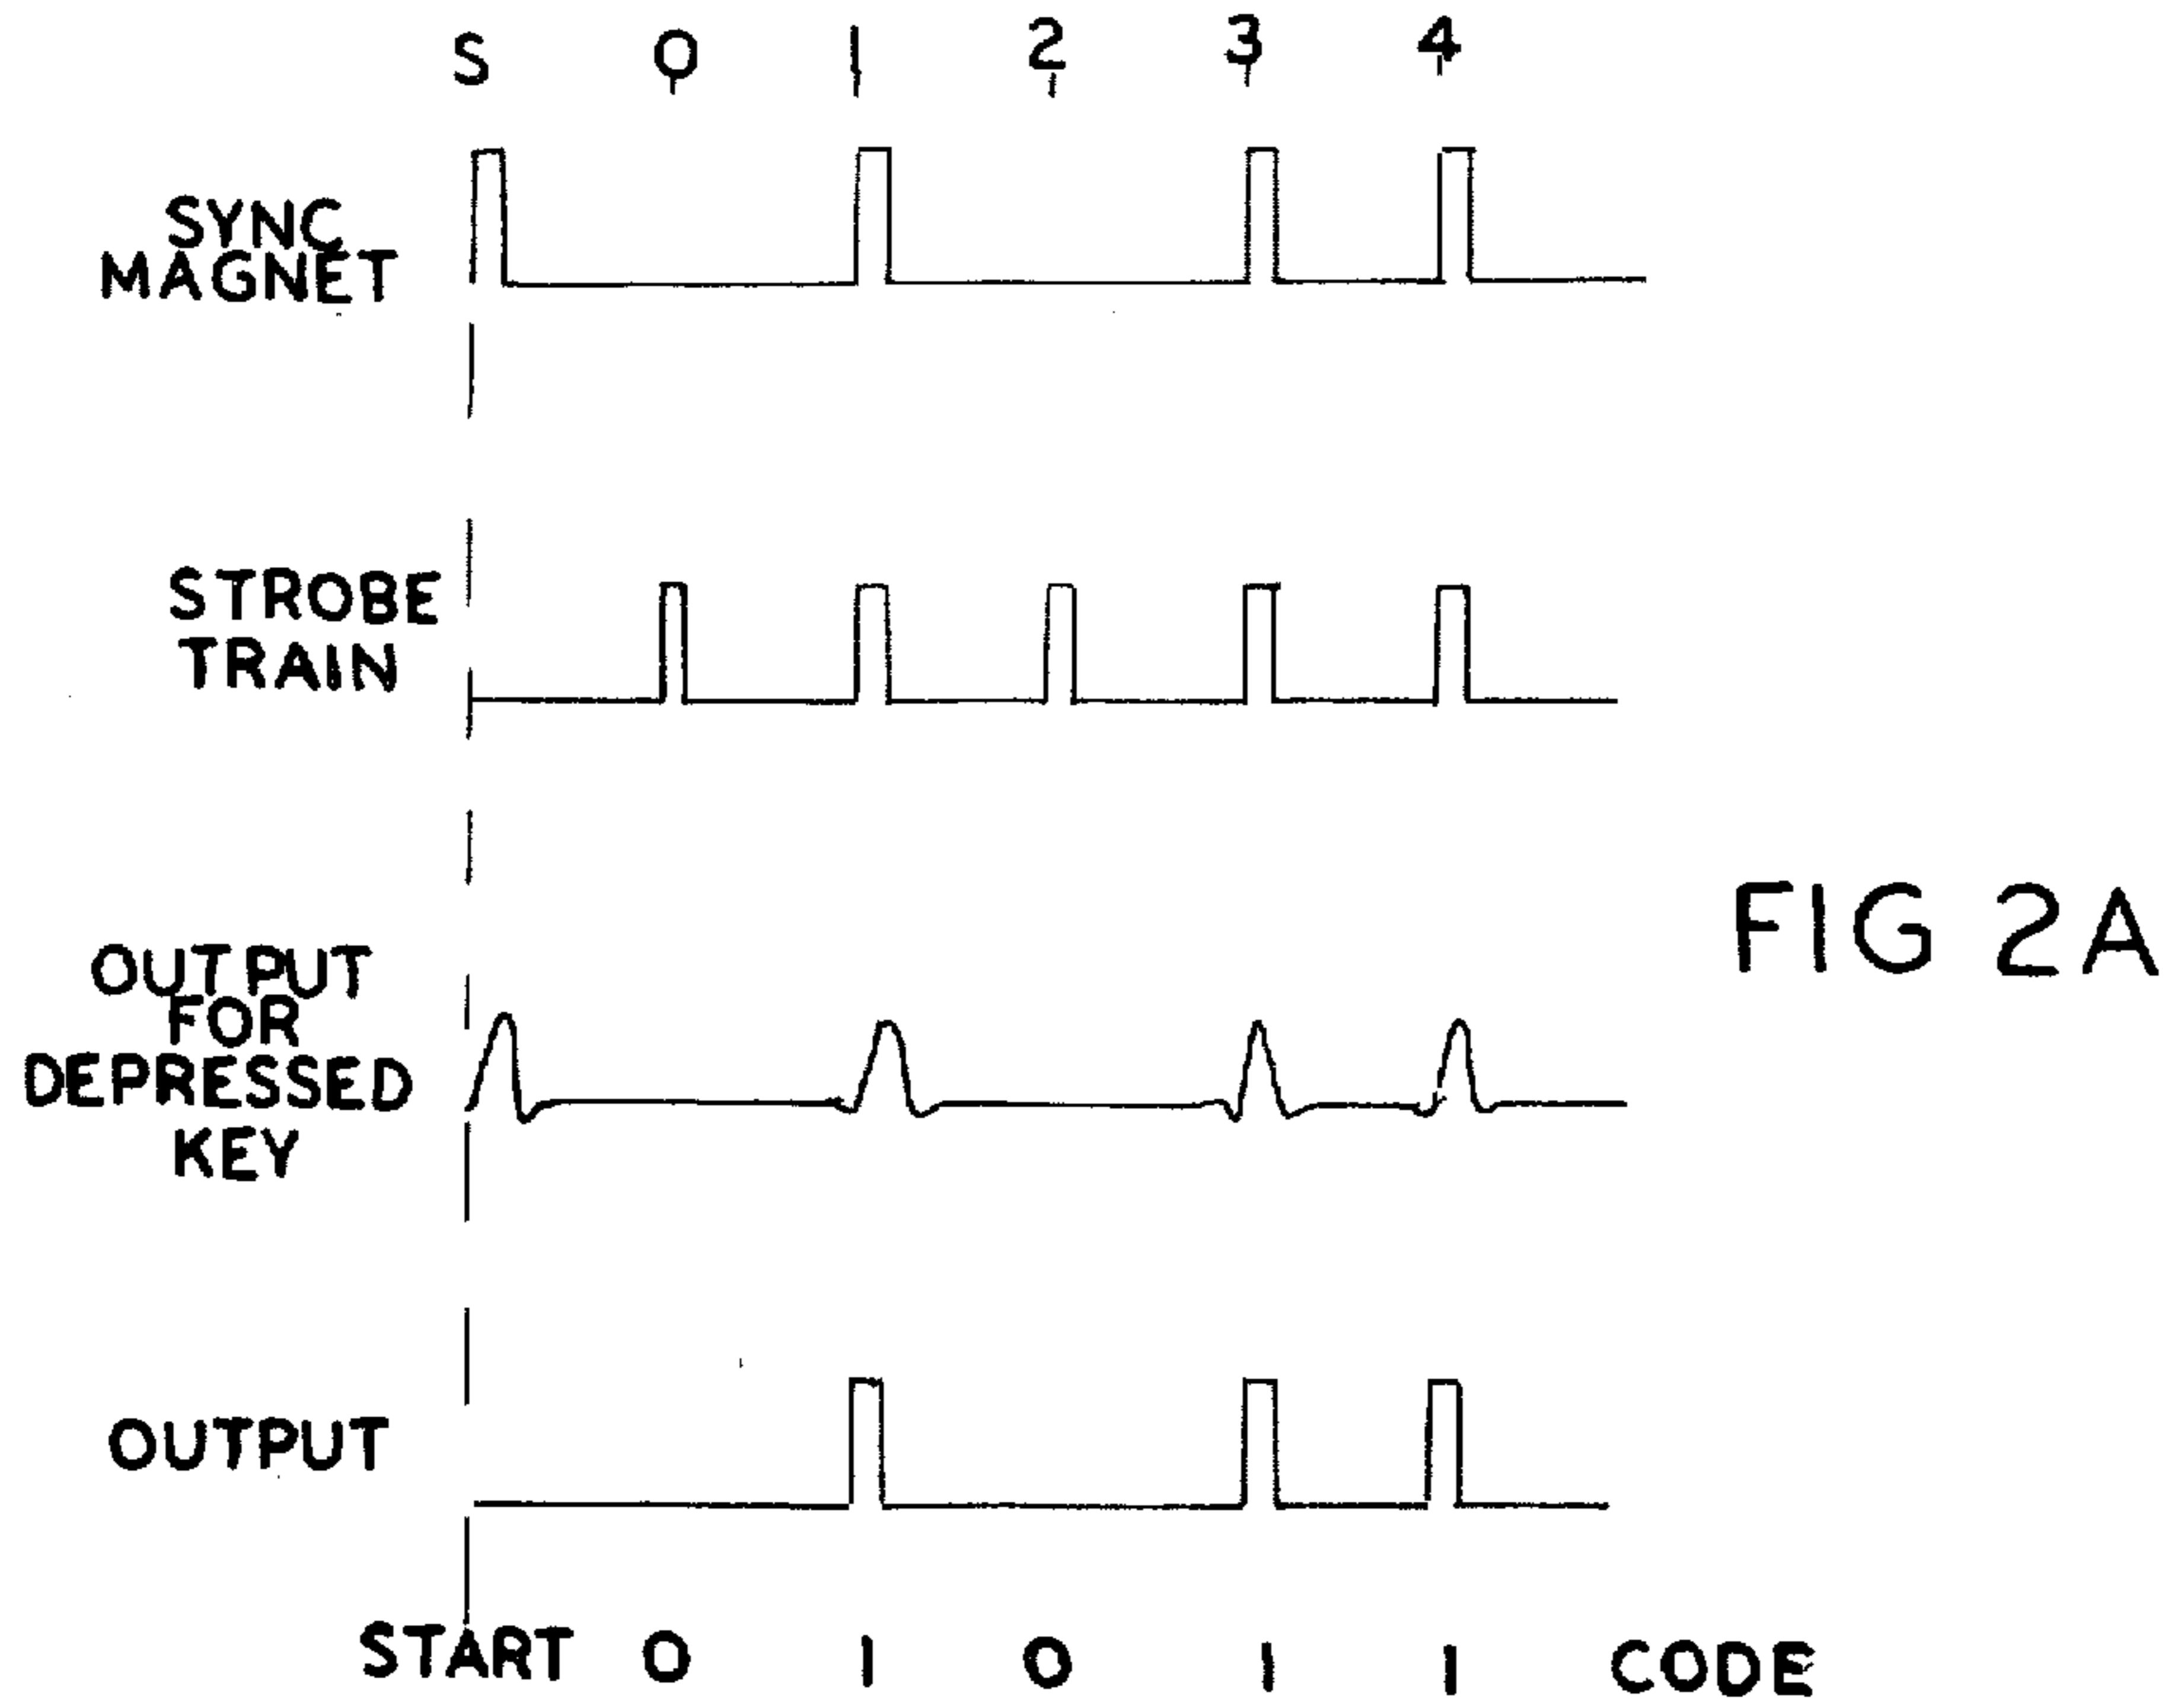 S 0 1 2 3 4
SYNC
MAGNET
STROBE
TRAIN
FIG 2A
OUTPUT
FOR
DEPRESSED
KEY
OUTPUT
START 0 1 0 1 1 CODE